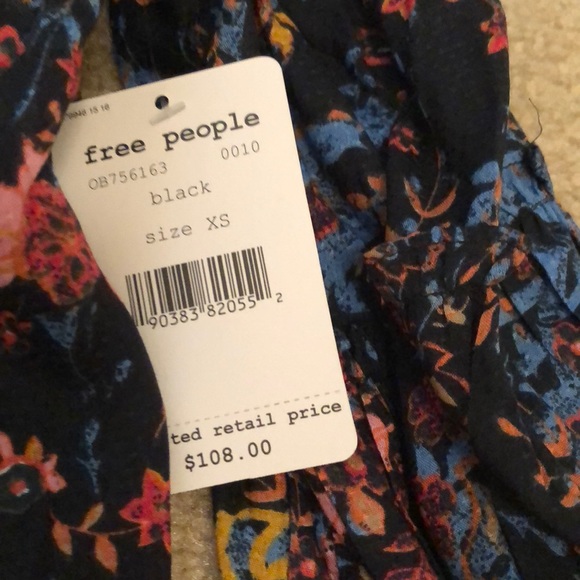 free people
OB756163 0010
black
size XS
90383 82055 2
ted retail price
$108.00